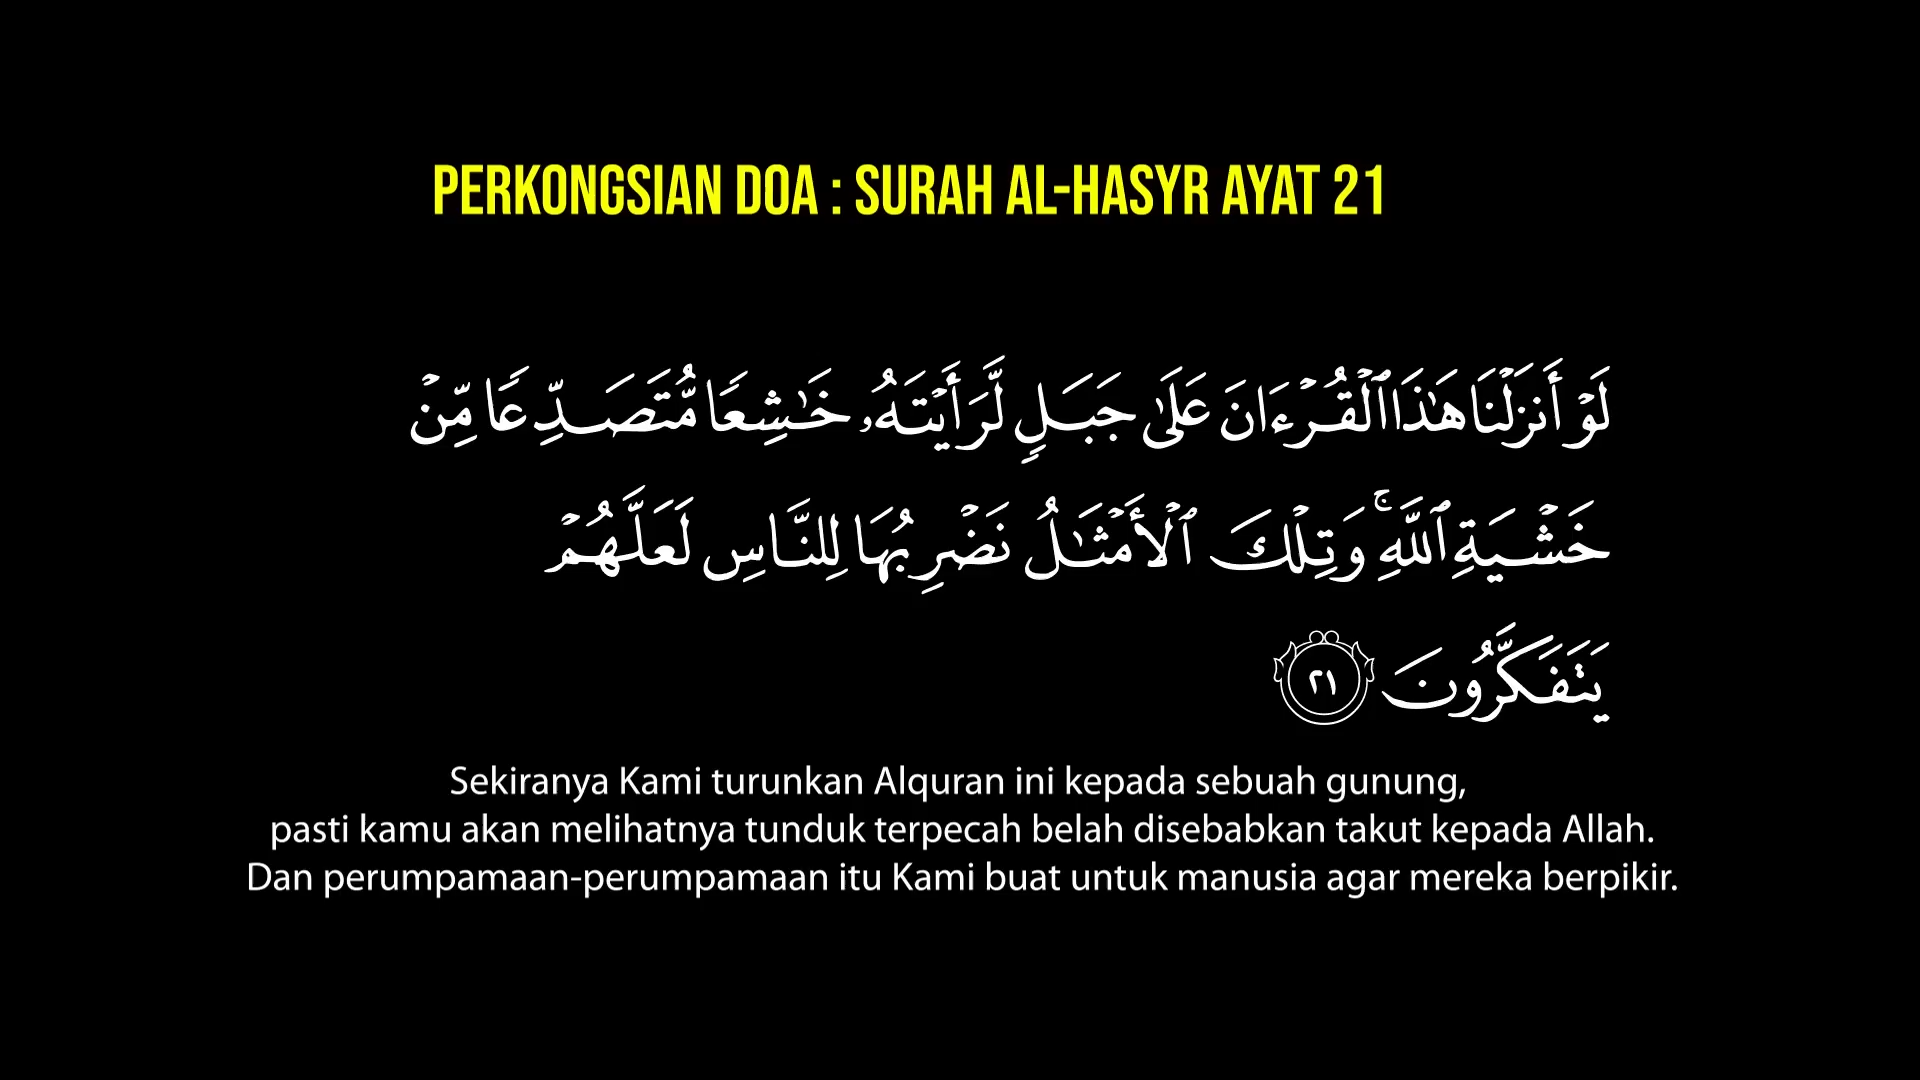 PERKONGSIAN DOA : SURAH AL-HASYR AYAT 21
لَوۡ أَنزَلۡنَا هَٰذَا ٱلۡقُرۡءَانَ عَلَىٰ جَبَلٖ لَّرَأَيۡتَهُۥ خَٰشِعٗا مُّتَصَدِّعٗا مِّنۡ
خَشۡيَةِ ٱللَّهِۚ وَتِلۡكَ ٱلۡأَمۡثَٰلُ نَضۡرِبُهَا لِلنَّاسِ لَعَلَّهُمۡ
يَتَفَكَّرُونَ ٢١
Sekiranya Kami turunkan Alquran ini kepada sebuah gunung,
pasti kamu akan melihatnya tunduk terpecah belah disebabkan takut kepada Allah.
Dan perumpamaan-perumpamaan itu Kami buat untuk manusia agar mereka berpikir.